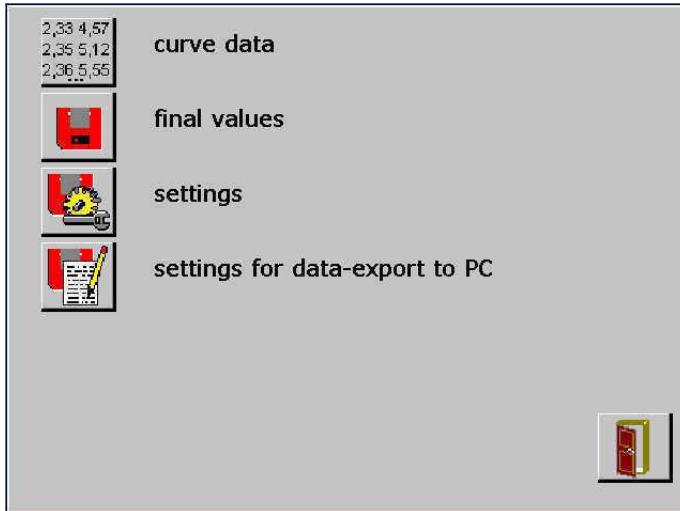 2,33 4,57
2,35 5,12
2,36 5,55
...
curve data
final values
settings
settings for data-export to PC